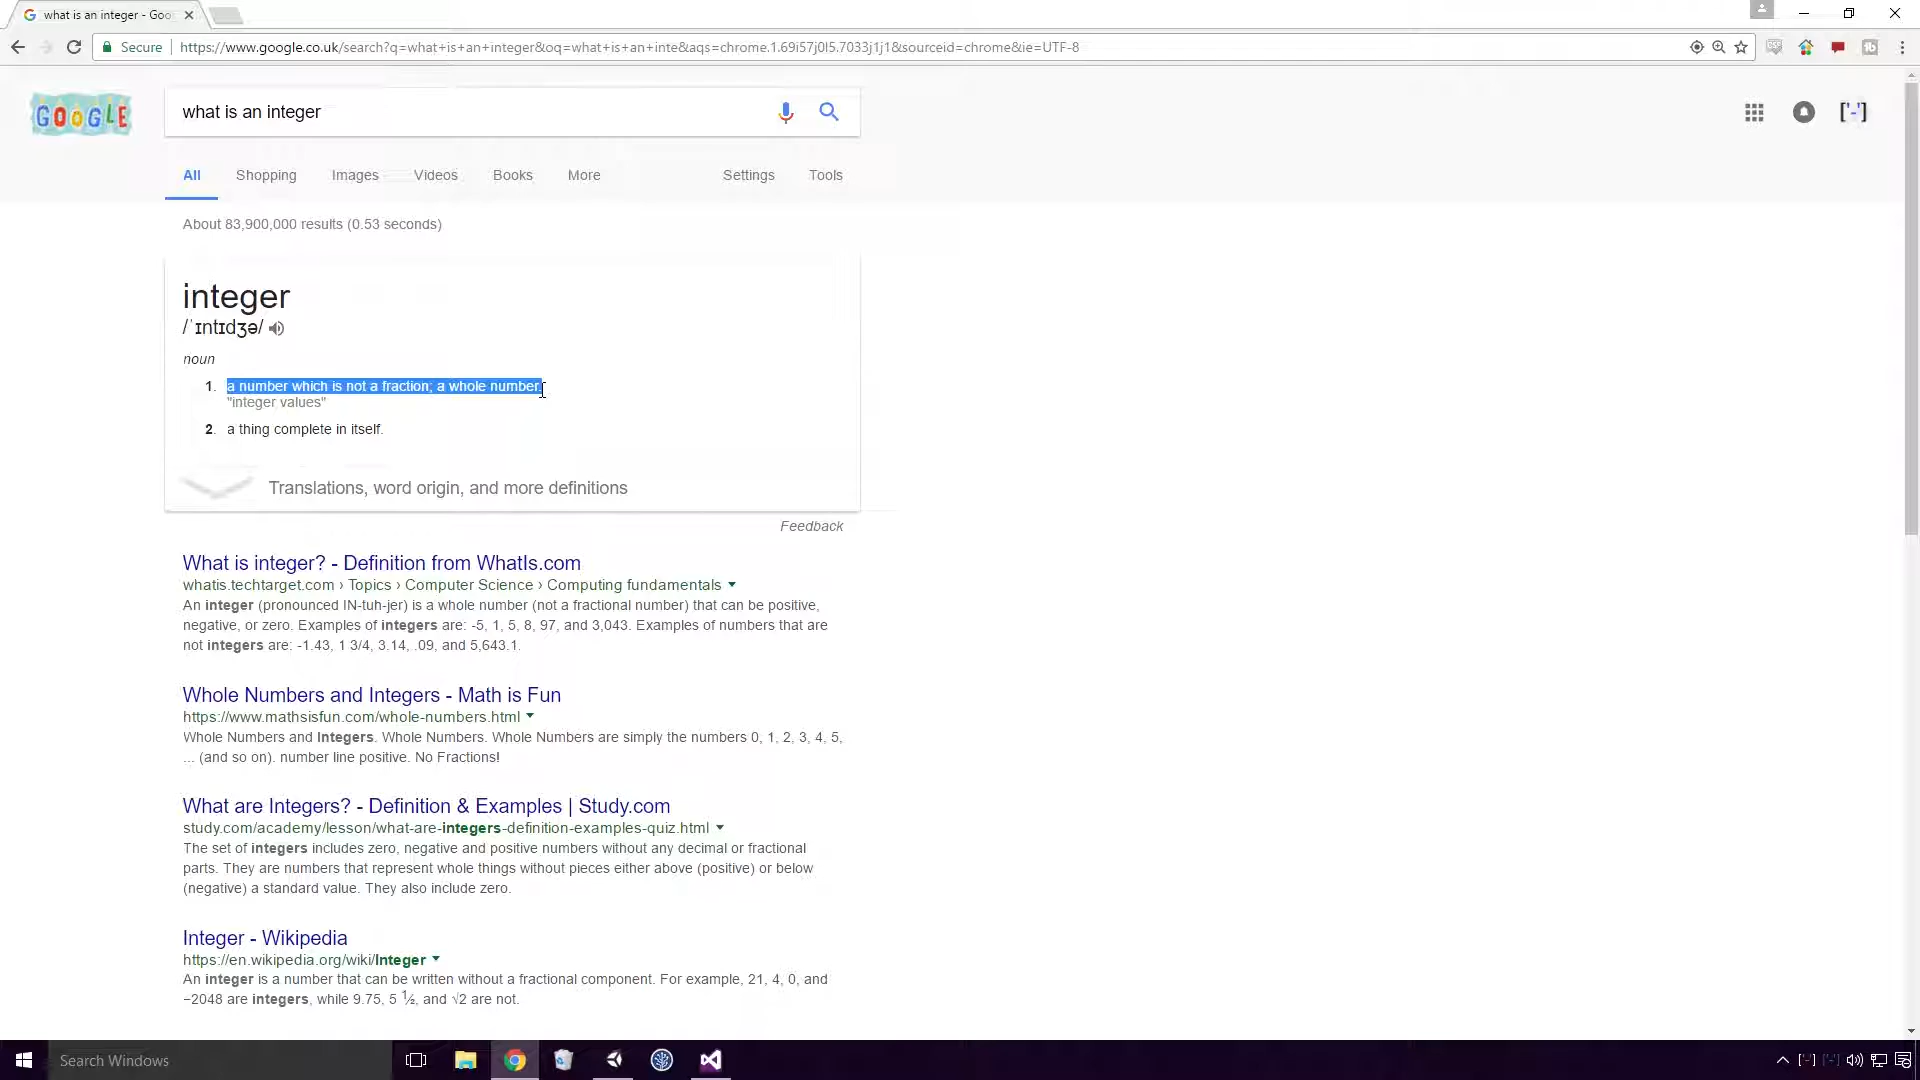 what is an integer - Goo
Secure
https://www.google.co.uk/search?q=what+is+an+integer&oq=what+is+an+inte&aqs=chrome.1.69i57j0l5.7033j1j1&sourceid=chrome&ie=UTF-8
GOOGLE
what is an integer
['-']
All Shopping Images Videos Books More Settings Tools
About 83,900,000 results (0.53 seconds)
integer
/ˈɪntɪdʒə/
noun
1. a number which is not a fraction; a whole number.
"integer values"
2. a thing complete in itself.
Translations, word origin, and more definitions
Feedback
What is integer? - Definition from WhatIs.com
whatis.techtarget.com › Topics › Computer Science › Computing fundamentals
An integer (pronounced IN-tuh-jer) is a whole number (not a fractional number) that can be positive,
negative, or zero. Examples of integers are: -5, 1, 5, 8, 97, and 3,043. Examples of numbers that are
not integers are: -1.43, 1 3/4, 3.14, .09, and 5,643.1.
Whole Numbers and Integers - Math is Fun
https://www.mathsisfun.com/whole-numbers.html
Whole Numbers and Integers. Whole Numbers. Whole Numbers are simply the numbers 0, 1, 2, 3, 4, 5,
... (and so on). number line positive. No Fractions!
What are Integers? - Definition & Examples | Study.com
study.com/academy/lesson/what-are-integers-definition-examples-quiz.html
The set of integers includes zero, negative and positive numbers without any decimal or fractional
parts. They are numbers that represent whole things without pieces either above (positive) or below
(negative) a standard value. They also include zero.
Integer - Wikipedia
https://en.wikipedia.org/wiki/Integer
An integer is a number that can be written without a fractional component. For example, 21, 4, 0, and
−2048 are integers, while 9.75, 5 ½, and √2 are not.
Search Windows